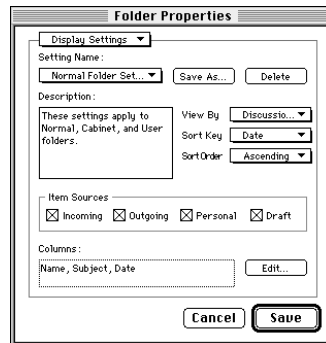 Folder Properties
Display Settings
Setting Name:
Normal Folder Set... Save As... Delete
Description:
These settings apply to
Normal, Cabinet, and User
folders.
View By Discussio...
Sort Key Date
Sort Order Ascending
Item Sources
Incoming Outgoing Personal Draft
Columns:
Name, Subject, Date
Edit...
Cancel Save